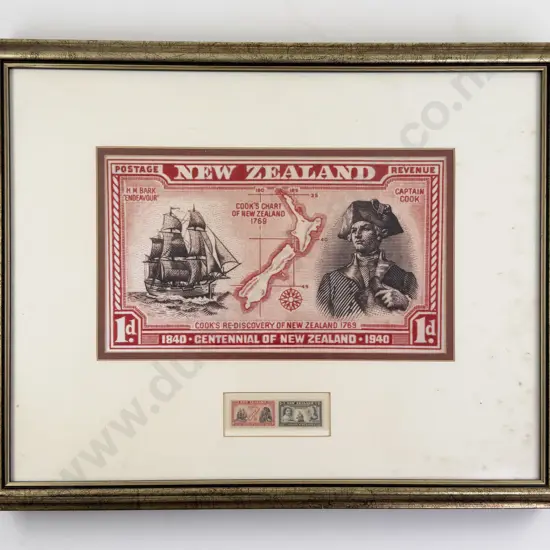 POSTAGE
NEW ZEALAND
REVENUE
H.M. BARK
'ENDEAVOUR'
COOK'S CHART
OF NEW ZEALAND
1769
CAPTAIN
COOK
1d.
COOK'S RE-DISCOVERY OF NEW ZEALAND 1769.
1d.
1840 · CENTENNIAL OF NEW ZEALAND · 1940